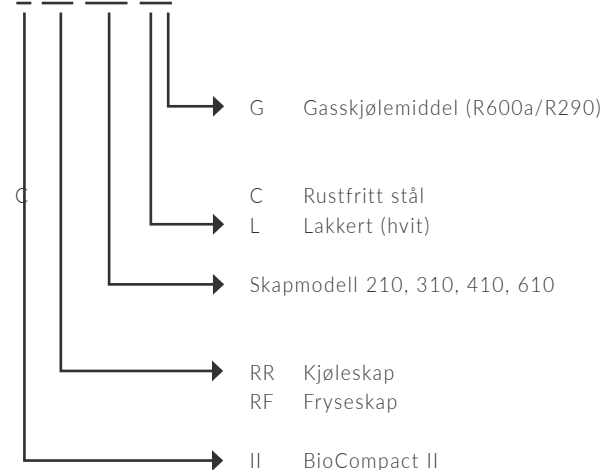 G Gasskjølemiddel (R600a/R290)
C C Rustfritt stål
L Lakkert (hvit)
Skapmodell 210, 310, 410, 610
RR Kjøleskap
RF Fryseskap
II BioCompact II